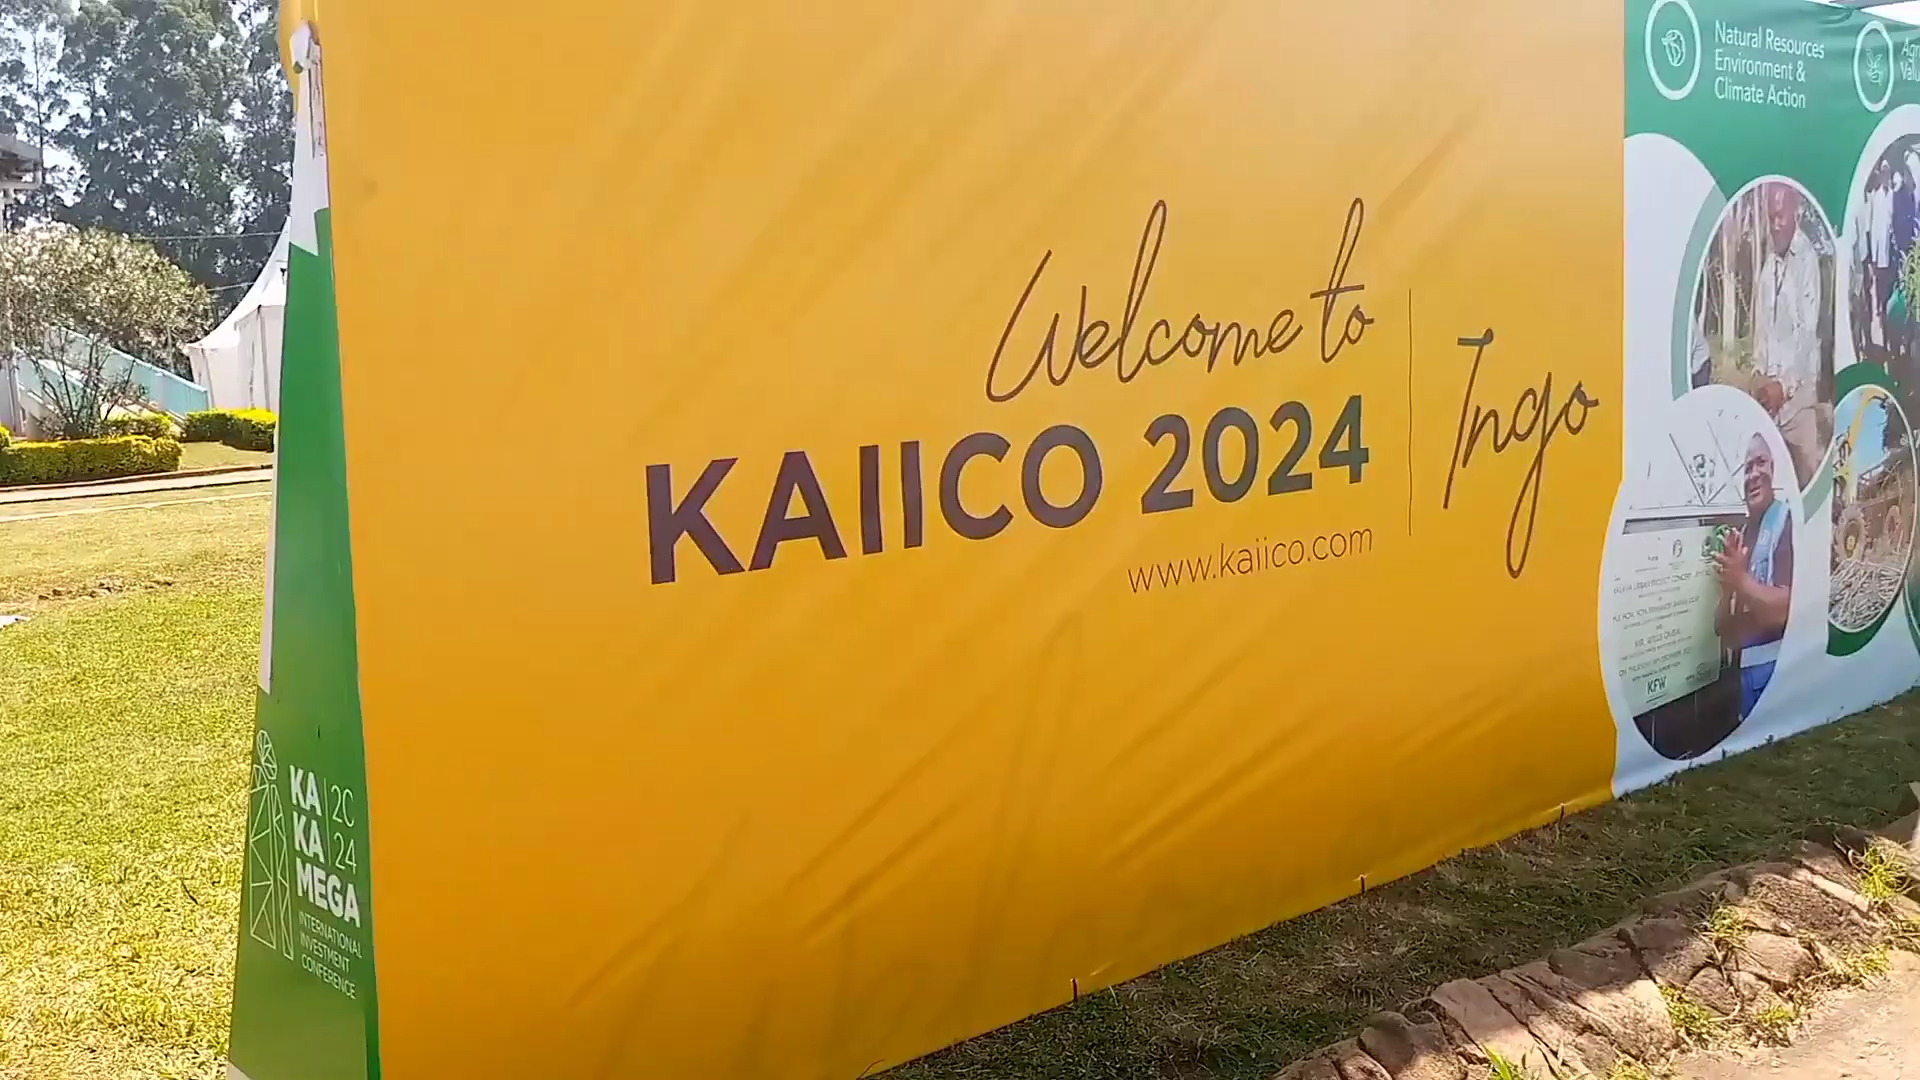 Welcome to
KAIICO 2024
www.kaiico.com
Ingo
Natural Resources
Environment &
Climate Action
KFW
KA 20
KA 24
MEGA
INTERNATIONAL
INVESTMENT
CONFERENCE